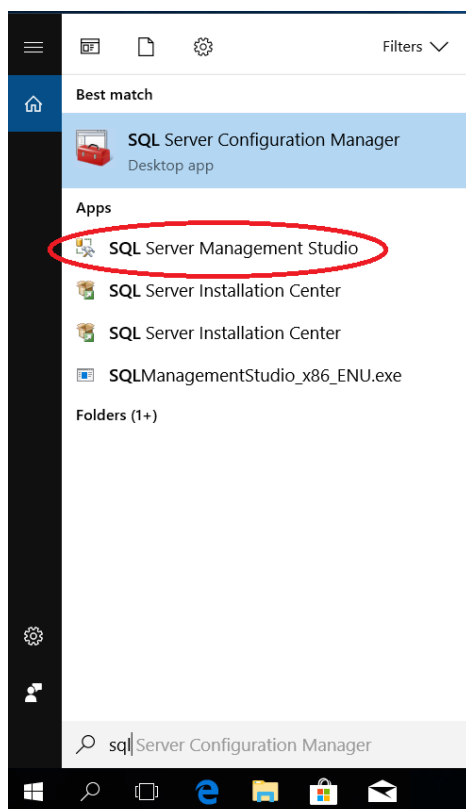 Filters
Best match
SQL Server Configuration Manager
Desktop app
Apps
SQL Server Management Studio
SQL Server Installation Center
SQL Server Installation Center
SQLManagementStudio_x86_ENU.exe
Folders (1+)
sql Server Configuration Manager